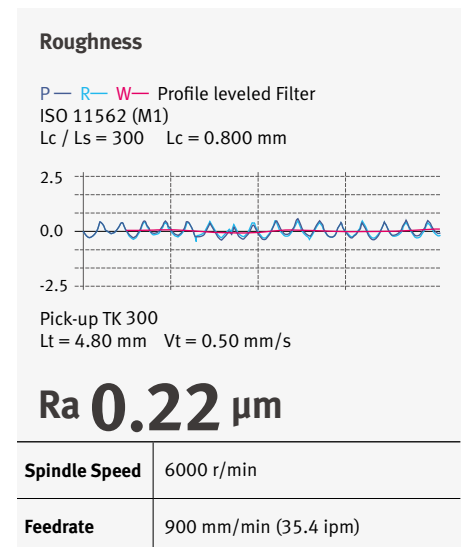 Roughness
P — R— W— Profile leveled Filter
ISO 11562 (M1)
Lc / Ls = 300 Lc = 0.800 mm
2.5
0.0
-2.5
Pick-up TK 300
Lt = 4.80 mm Vt = 0.50 mm/s
Ra 0.22 μm
Spindle Speed 6000 r/min
Feedrate 900 mm/min (35.4 ipm)